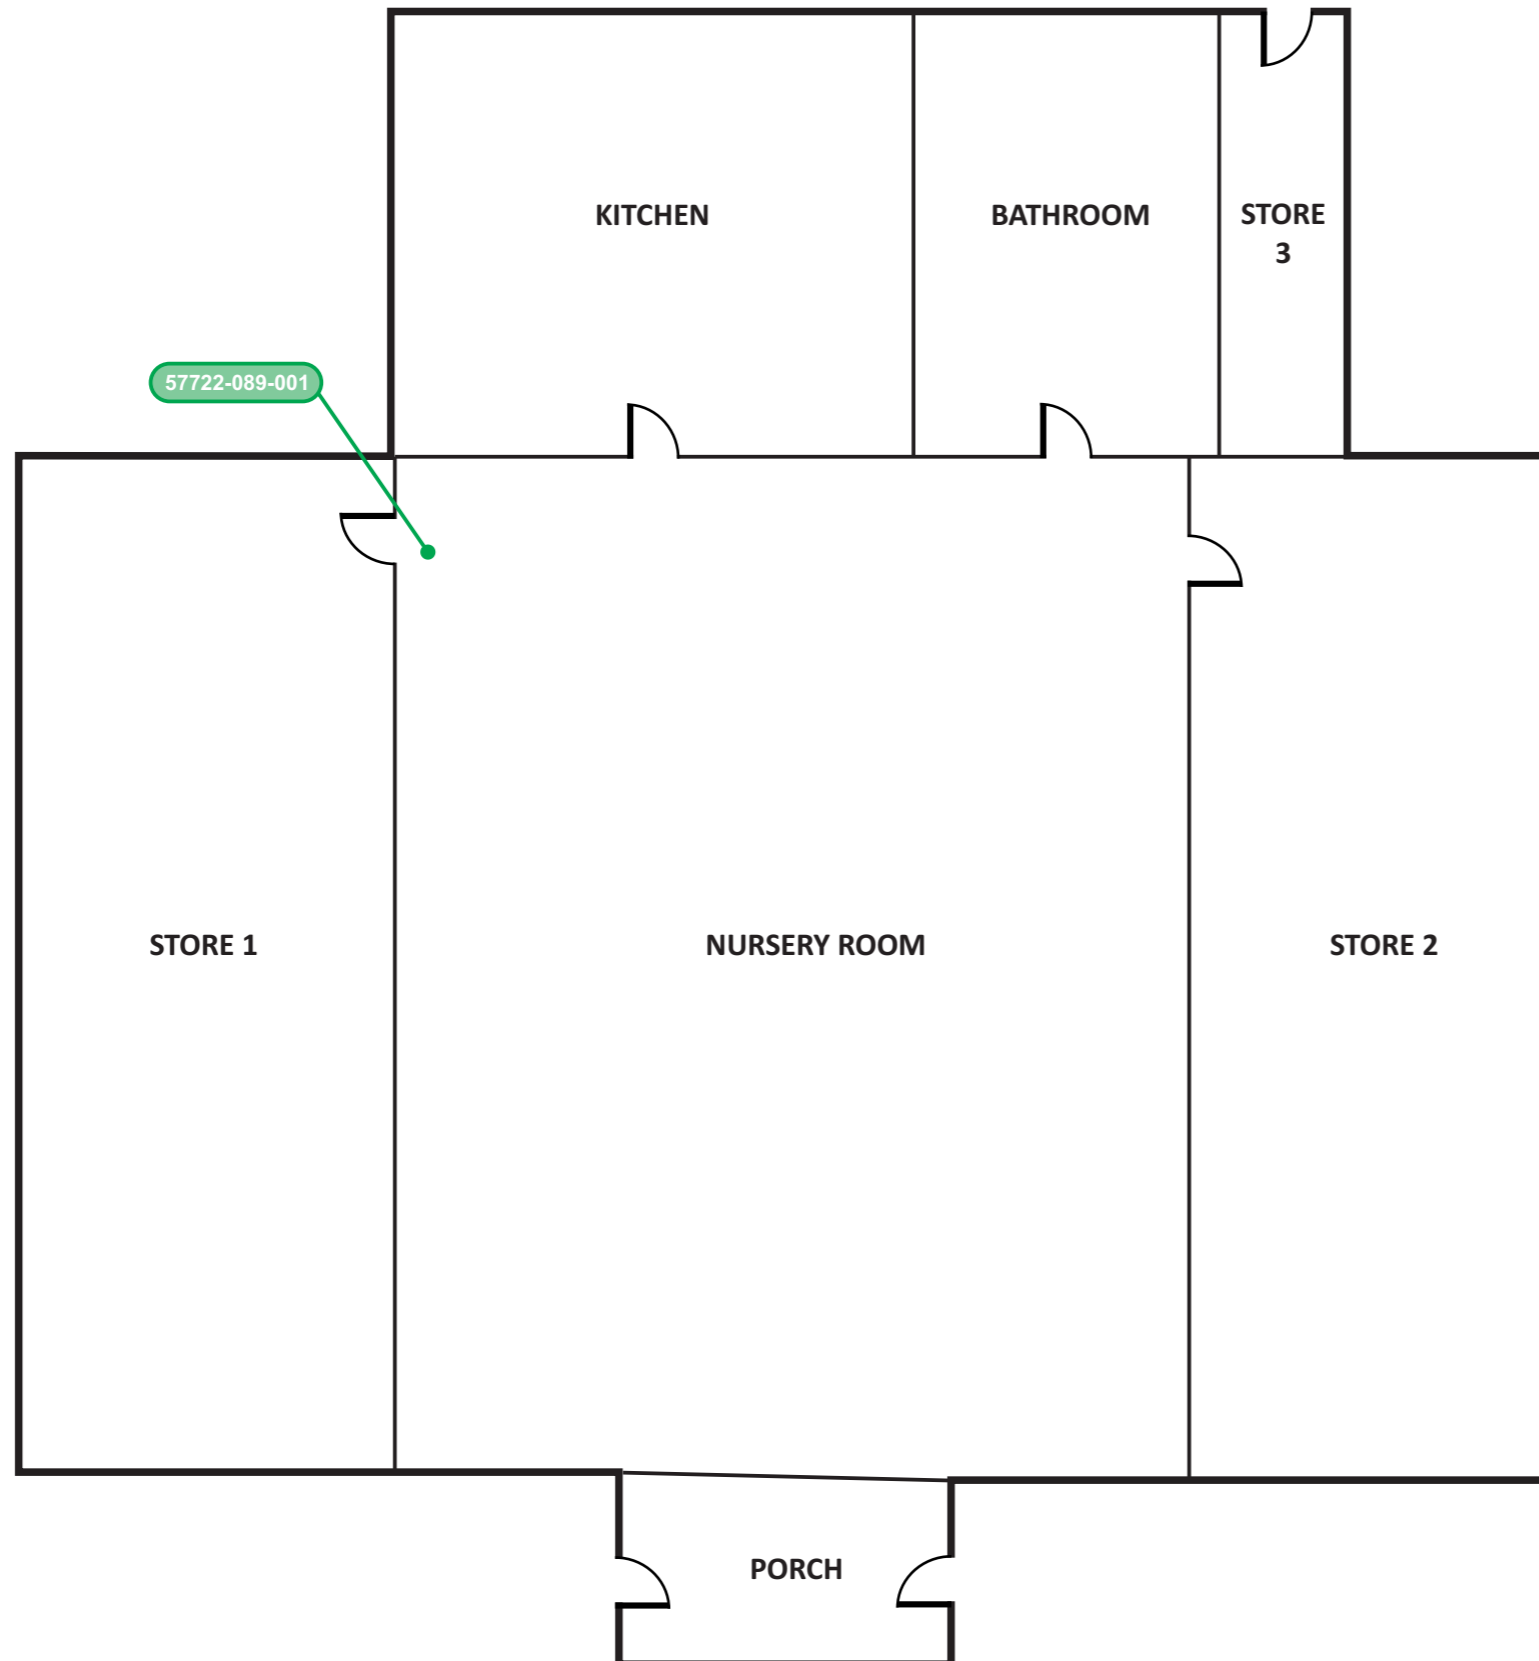 KITCHEN
BATHROOM
STORE
3
57722-089-001
STORE 1
NURSERY ROOM
STORE 2
PORCH